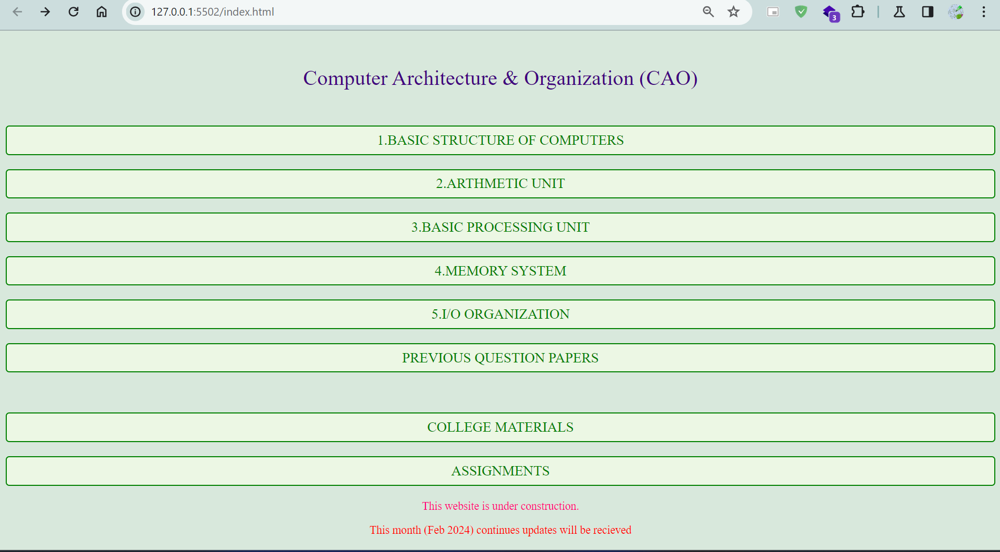 127.0.0.1:5502/index.html
3
Computer Architecture & Organization (CAO)
1.BASIC STRUCTURE OF COMPUTERS
2.ARTHMETIC UNIT
3.BASIC PROCESSING UNIT
4.MEMORY SYSTEM
5.I/O ORGANIZATION
PREVIOUS QUESTION PAPERS
COLLEGE MATERIALS
ASSIGNMENTS
This website is under construction.
This month (Feb 2024) continues updates will be recieved